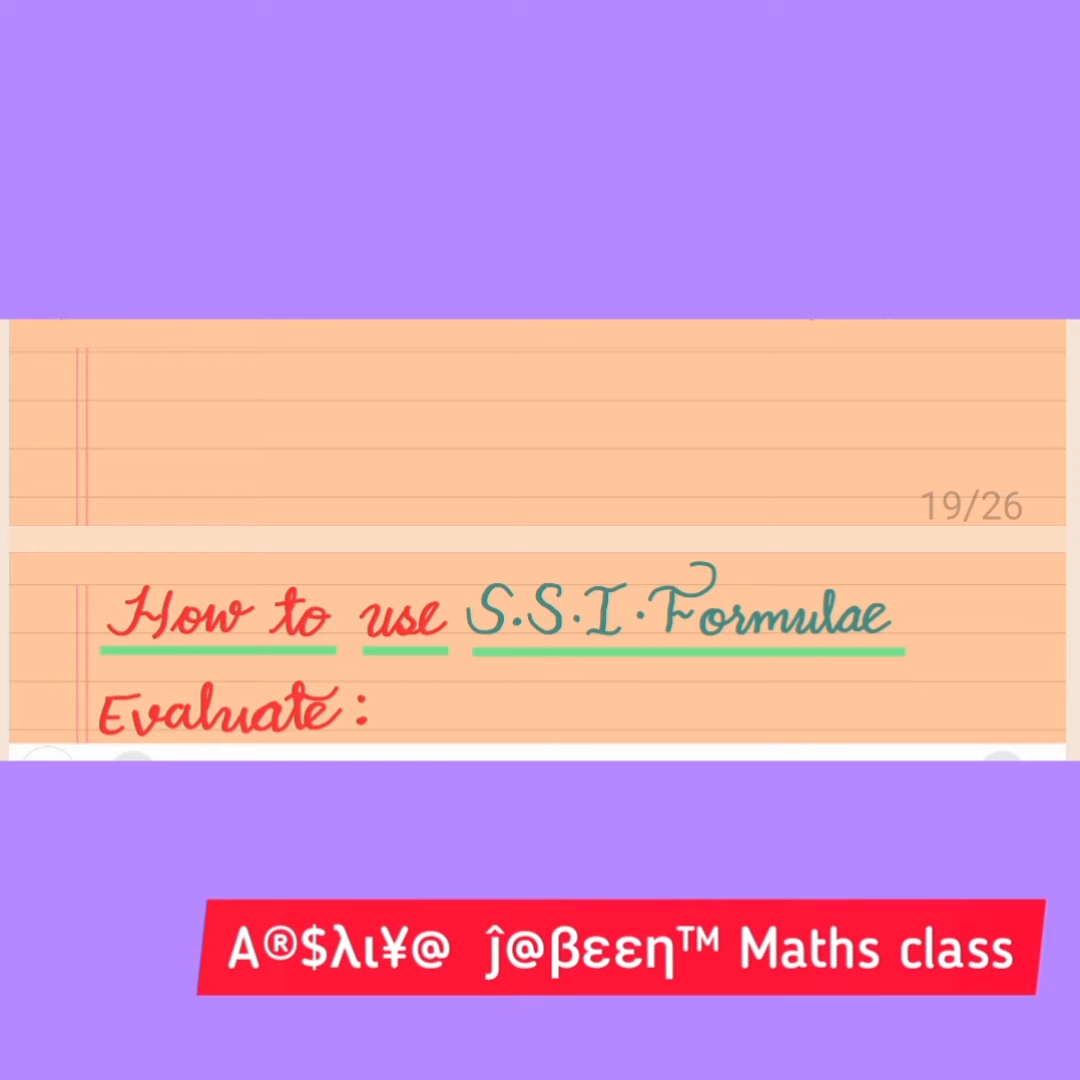 19/26
How to use S.S.I. Formulae
Evaluate:
A®$λι¥@ ĵ@βεεη™ Maths class